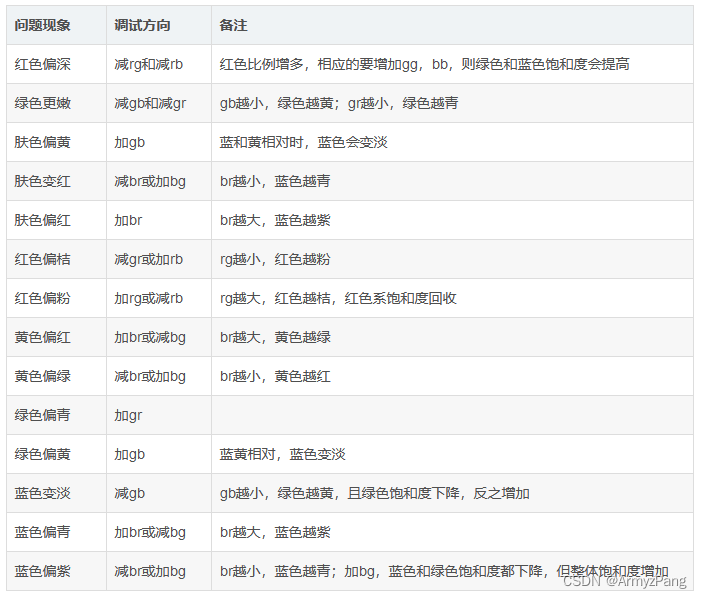 问题现象 调试方向 备注
红色偏深 减rg和减rb 红色比例增多，相应的要增加gg，bb，则绿色和蓝色饱和度会提高
绿色更嫩 减gb和减gr gb越小，绿色越黄；gr越小，绿色越青
肤色偏黄 加gb 蓝和黄相对时，蓝色会变淡
肤色变红 减br或加bg br越小，蓝色越青
肤色偏红 加br br越大，蓝色越紫
红色偏桔 减gr或加rb rg越小，红色越粉
红色偏粉 加rg或减rb rg越大，红色越桔，红色系饱和度回收
黄色偏红 加br或减bg br越大，黄色越绿
黄色偏绿 减br或加bg br越小，黄色越红
绿色偏青 加gr
绿色偏黄 加gb 蓝黄相对，蓝色变淡
蓝色变淡 减gb gb越小，绿色越黄，且绿色饱和度下降，反之增加
蓝色偏青 加br或减bg br越大，蓝色越紫
蓝色偏紫 减br或加bg br越小，蓝色越青；加bg，蓝色和绿色饱和度都下降，但整体饱和度增加
CSDN @ArmyzPang